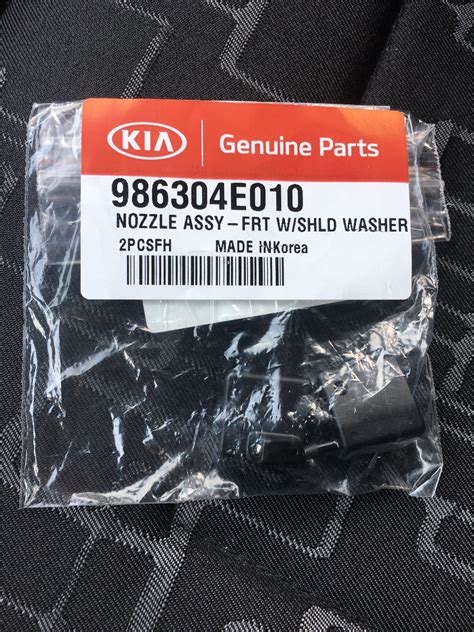 KIA Genuine Parts
986304E010
NOZZLE ASSY-FRT W/SHLD WASHER
2PCSFH MADE INKorea